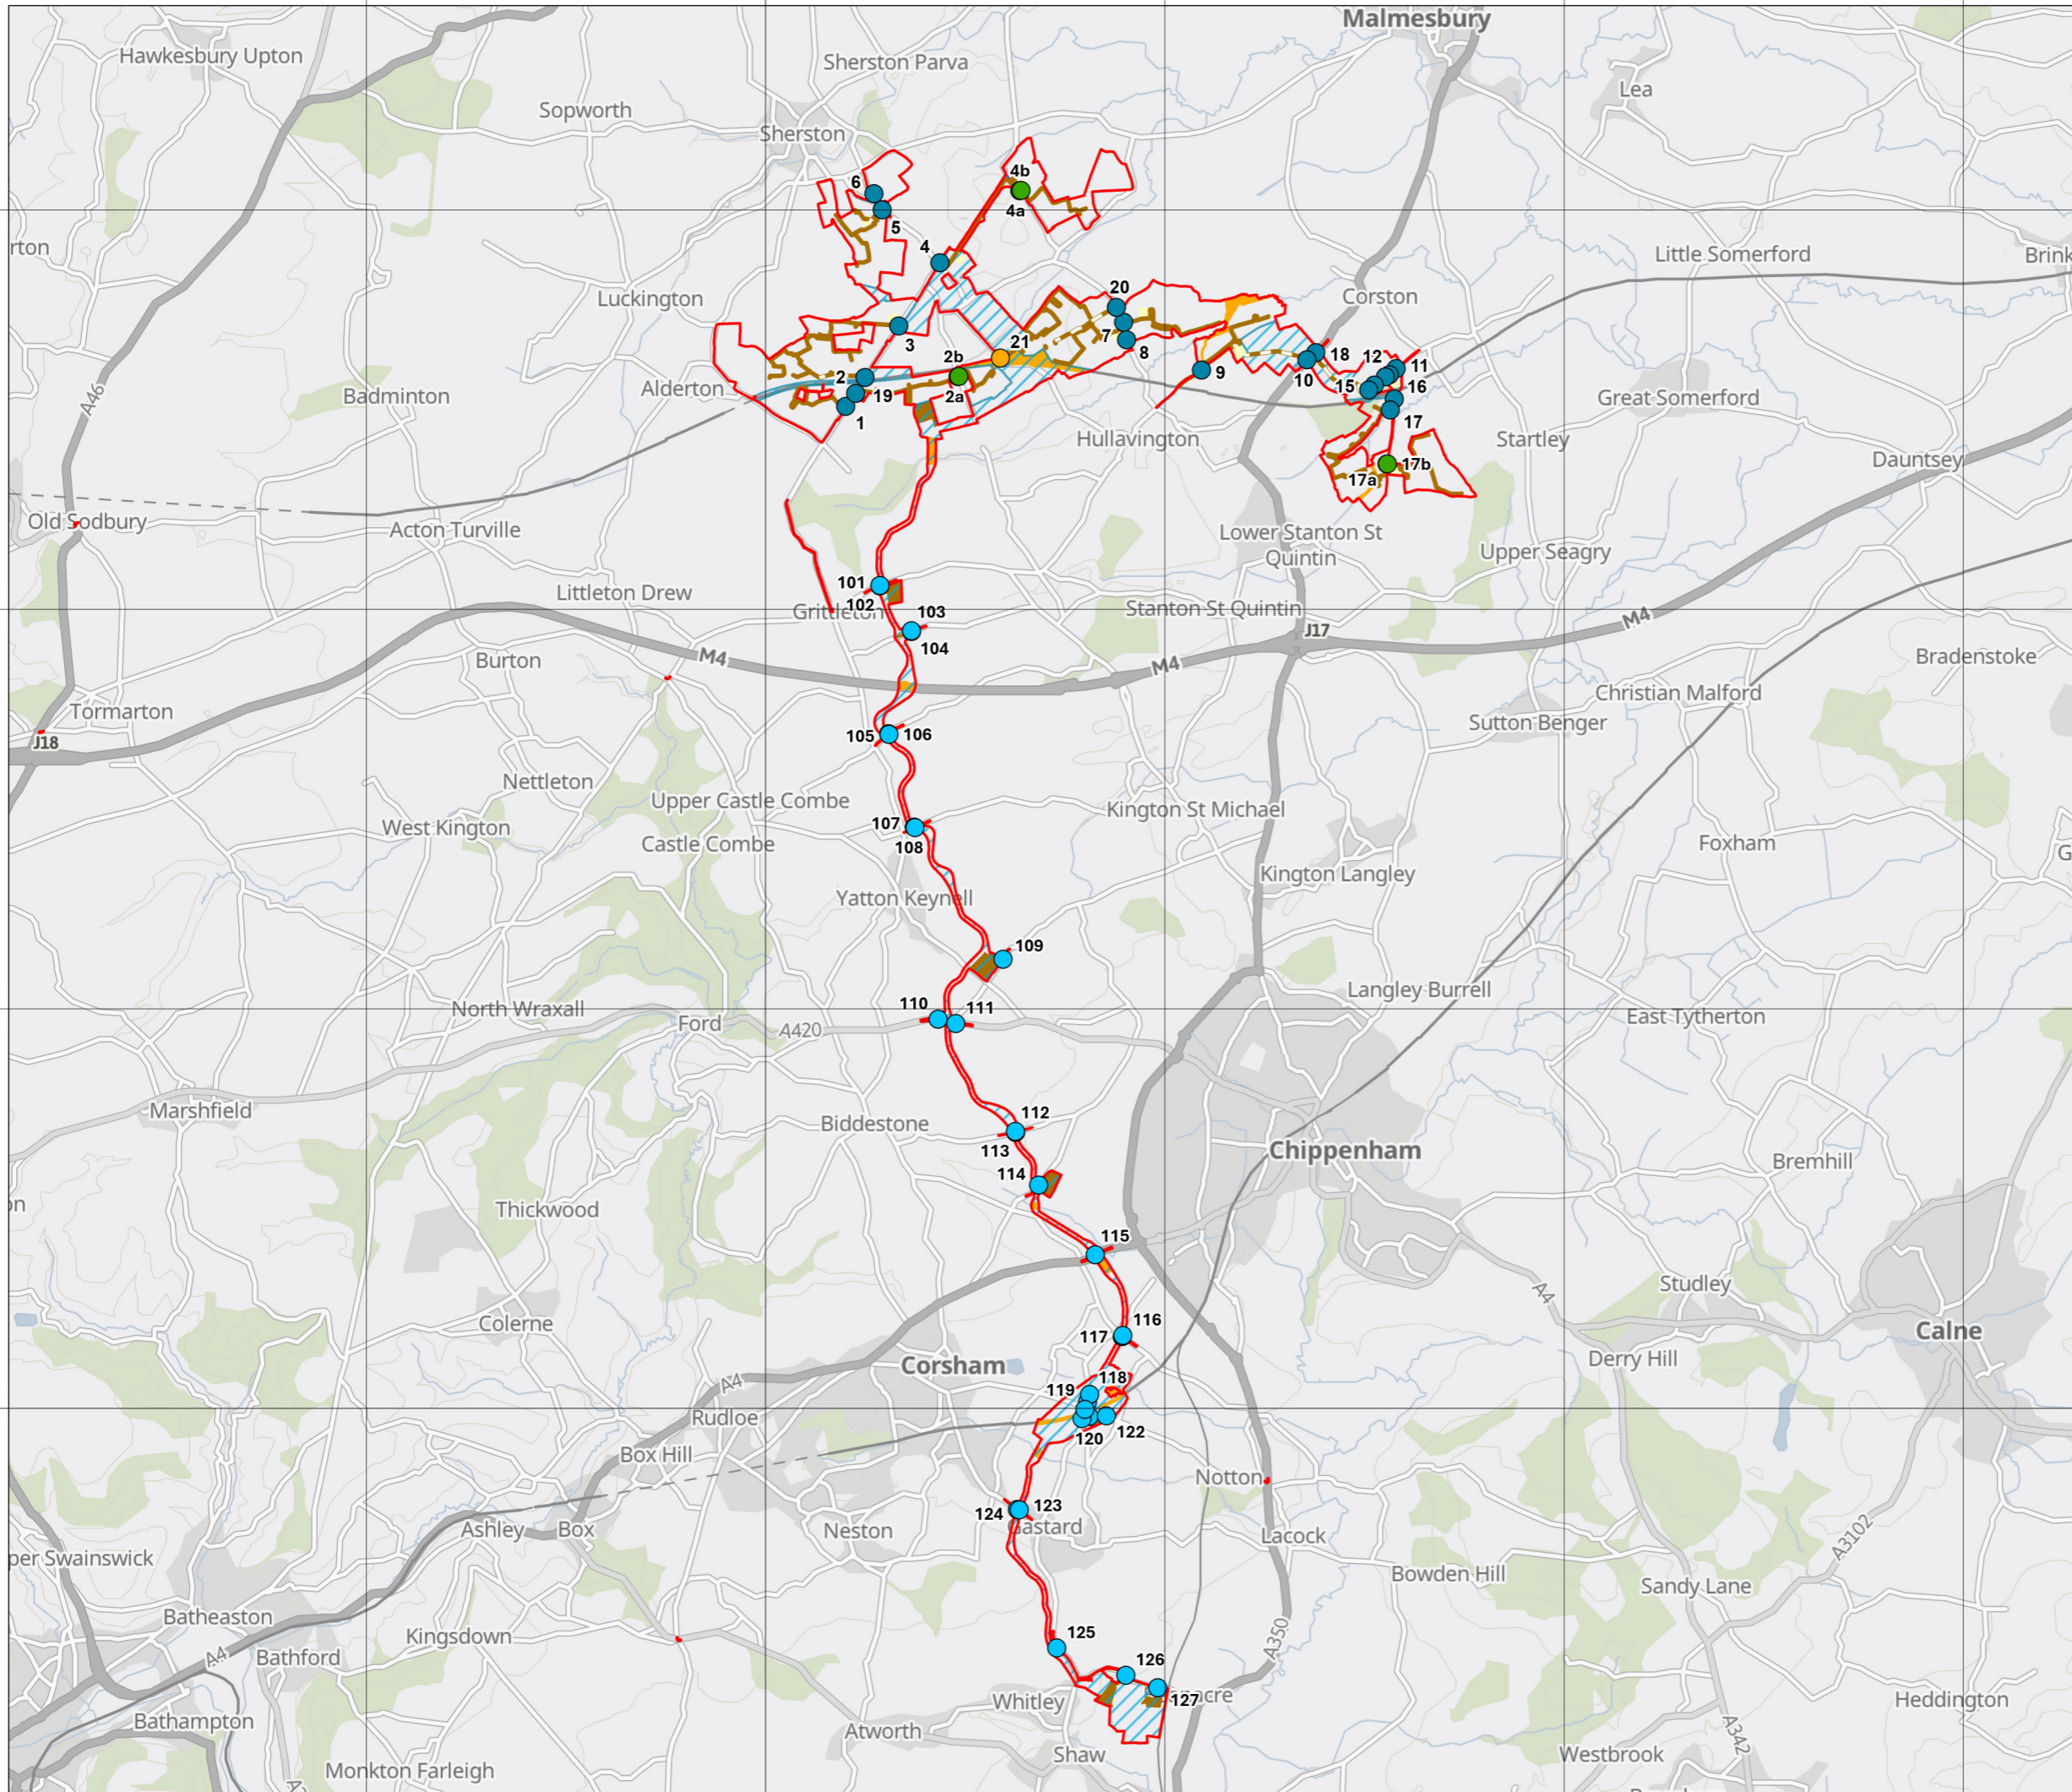 Malmesbury
Hawkesbury Upton
Sherston Parva
Lea
Sopworth
Sherston
4b
6
4a
5
rton
4
Little Somerford
Brink
Luckington
20
Corston
21
7
3
2b
8
18
12
11
A46
Alderton
2
9
10
15
16
Badminton
19
2a
Great Somerford
1
17
Hullavington
Startley
17b
Dauntsey
17a
Old Sodbury
Acton Turville
Lower Stanton St
Quintin
Upper Seagry
101
Littleton Drew
102
Grittleton
103
Stanton St Quintin
M4
J17
104
M4
M4
Burton
Bradenstoke
Christian Malford
Tormarton
Sutton Benger
J18
105
106
Nettleton
Upper Castle Combe
Kington St Michael
West Kington
107
Castle Combe
108
Foxham
G
Kington Langley
Yatton Keynell
109
Langley Burrell
North Wraxall
110
111
Ford
A420
East Tytherton
Marshfield
112
Biddestone
113
Chippenham
Bremhill
114
on
Thickwood
115
Studley
A4
Colerne
116
117
Calne
Corsham
Derry Hill
118
A4
119
Rudloe
120
122
Box Hill
Notton
123
124
Gastard
Ashley
Box
Neston
Lacock
A3102
per Swainswick
Bowden Hill
Sandy Lane
Batheaston
Kingsdown
125
A350
A4
Bathford
126
Whitley
127
acre
Heddington
Bathampton
Atworth
A342
Shaw
Westbrook
Monkton Farleigh